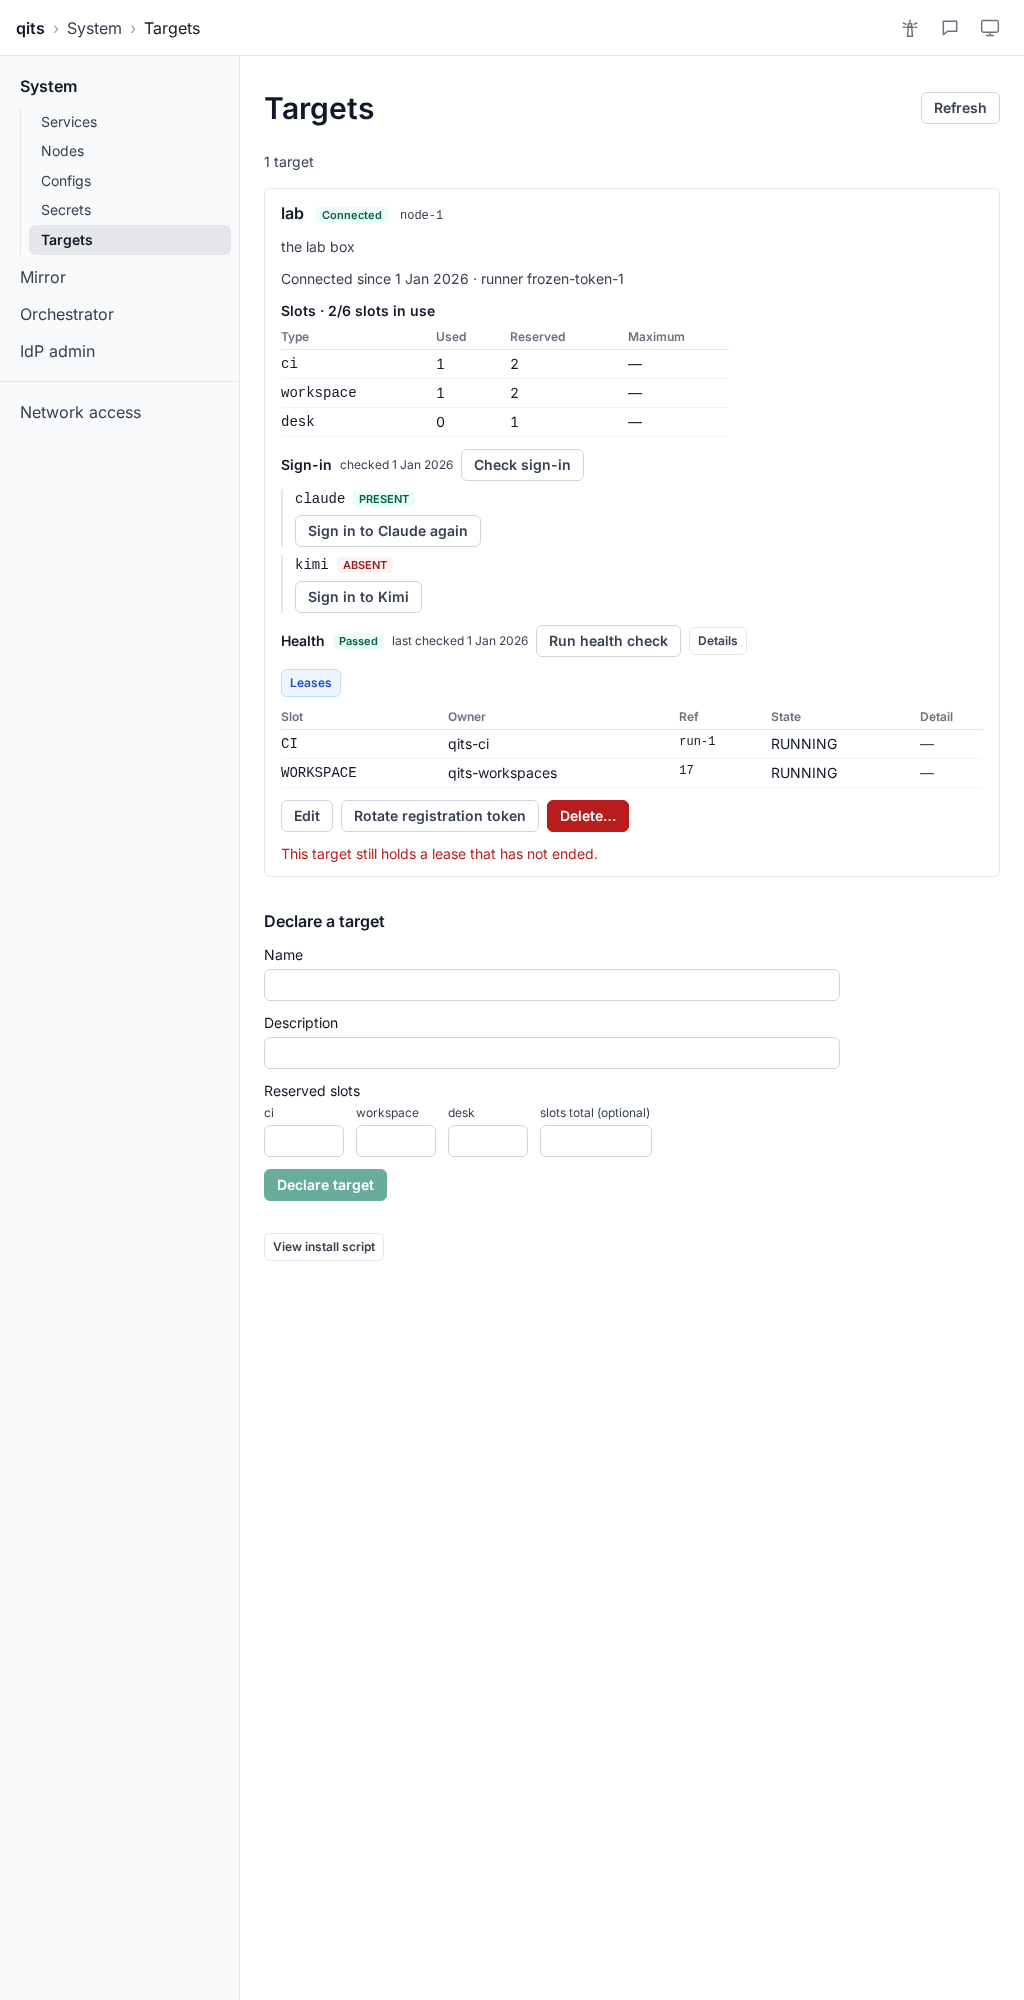 qits › System › Targets
System
Services
Nodes
Configs
Secrets
Targets
Mirror
Orchestrator
IdP admin
Network access
Targets
Refresh
1 target
lab Connected node-1
the lab box
Connected since 1 Jan 2026 · runner frozen-token-1
Slots · 2/6 slots in use
Type Used Reserved Maximum
ci 1 2 —
workspace 1 2 —
desk 0 1 —
Sign-in checked 1 Jan 2026 Check sign-in
claude PRESENT
Sign in to Claude again
kimi ABSENT
Sign in to Kimi
Health Passed last checked 1 Jan 2026 Run health check Details
Leases
Slot Owner Ref State Detail
CI qits-ci run-1 RUNNING —
WORKSPACE qits-workspaces 17 RUNNING —
Edit Rotate registration token Delete...
This target still holds a lease that has not ended.
Declare a target
Name
Description
Reserved slots
ci workspace desk slots total (optional)
Declare target
View install script